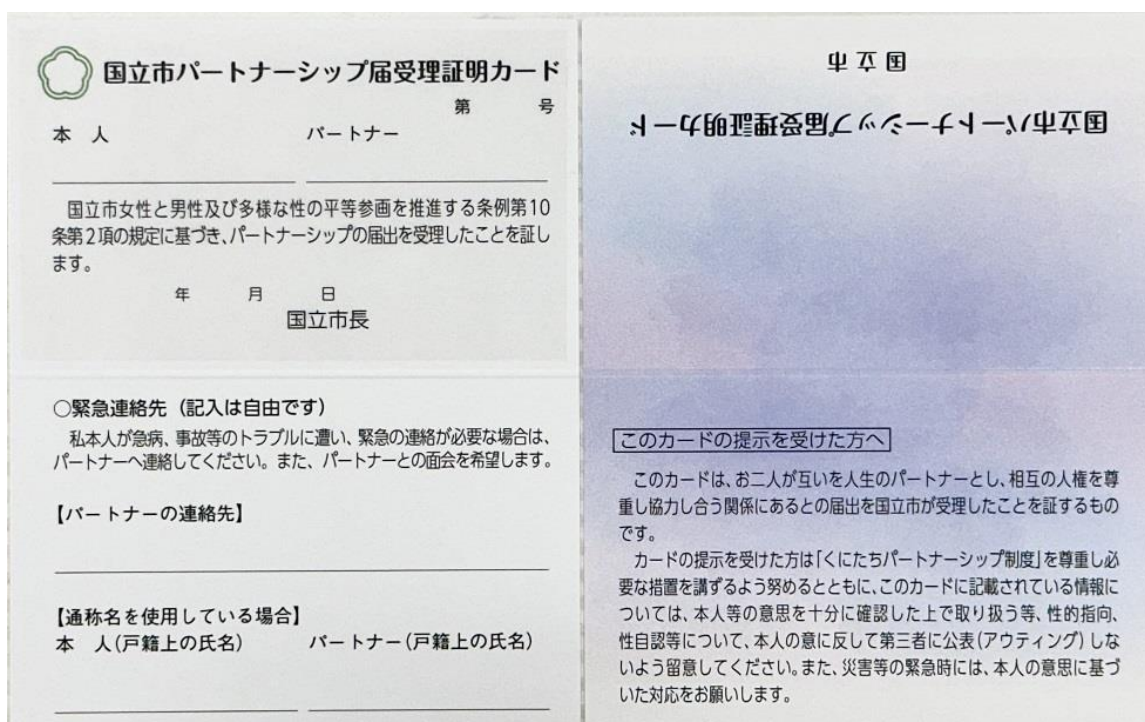 国立市パートナーシップ届受理証明カード
第 号
本 人 パートナー
国立市女性と男性及び多様な性の平等参画を推進する条例第10
条第2項の規定に基づき、パートナーシップの届出を受理したことを証し
ます。
年 月 日
国立市長
○緊急連絡先(記入は自由です)
私本人が急病、事故等のトラブルに遭い、緊急の連絡が必要な場合は、
パートナーへ連絡してください。また、パートナーとの面会を希望します。
【パートナーの連絡先】
【通称名を使用している場合】
本 人(戸籍上の氏名) パートナー(戸籍上の氏名)
国立市パートナーシップ届受理証明カード
国立市
このカードの提示を受けた方へ
このカードは、お二人が互いを人生のパートナーとし、相互の人権を尊
重し協力し合う関係にあるとの届出を国立市が受理したことを証するもの
です。
カードの提示を受けた方は「くにたちパートナーシップ制度」を尊重し必
要な措置を講ずるよう努めるとともに、このカードに記載されている情報に
ついては、本人等の意思を十分に確認した上で取り扱う等、性的指向、
性自認等について、本人の意に反して第三者に公表(アウティング)しな
いよう留意してください。また、災害等の緊急時には、本人の意思に基づ
いた対応をお願いします。